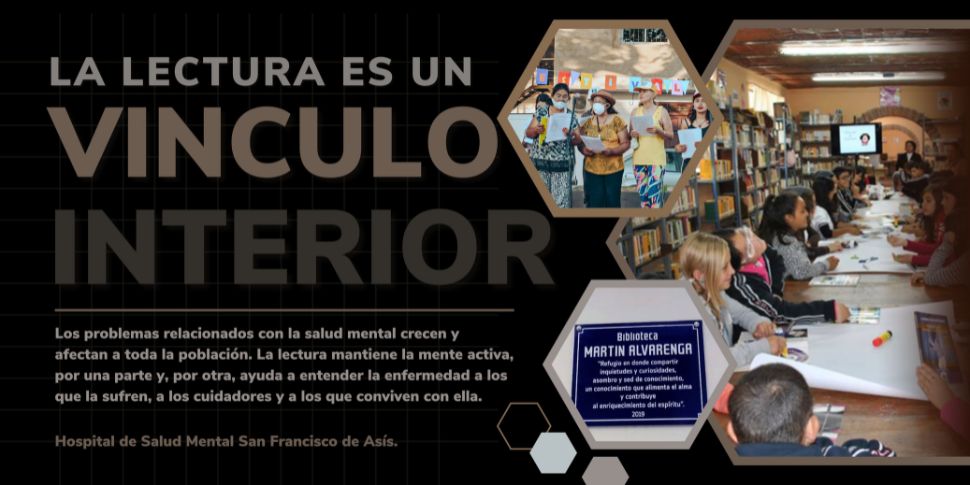 LA LECTURA ES UN
VINCULO
INTERIOR
Los problemas relacionados con la salud mental crecen y
afectan a toda la población. La lectura mantiene la mente activa,
por una parte y, por otra, ayuda a entender la enfermedad a los
que la sufren, a los cuidadores y a los que conviven con ella.
Hospital de Salud Mental San Francisco de Asís.
Biblioteca
MARTIN ALVARENGA
"Refugio en donde compartir
inquietudes y curiosidades,
asombro y sed de conocimiento,
un conocimiento que alimenta el alma
y contribuye
al enriquecimiento del espíritu".
2019